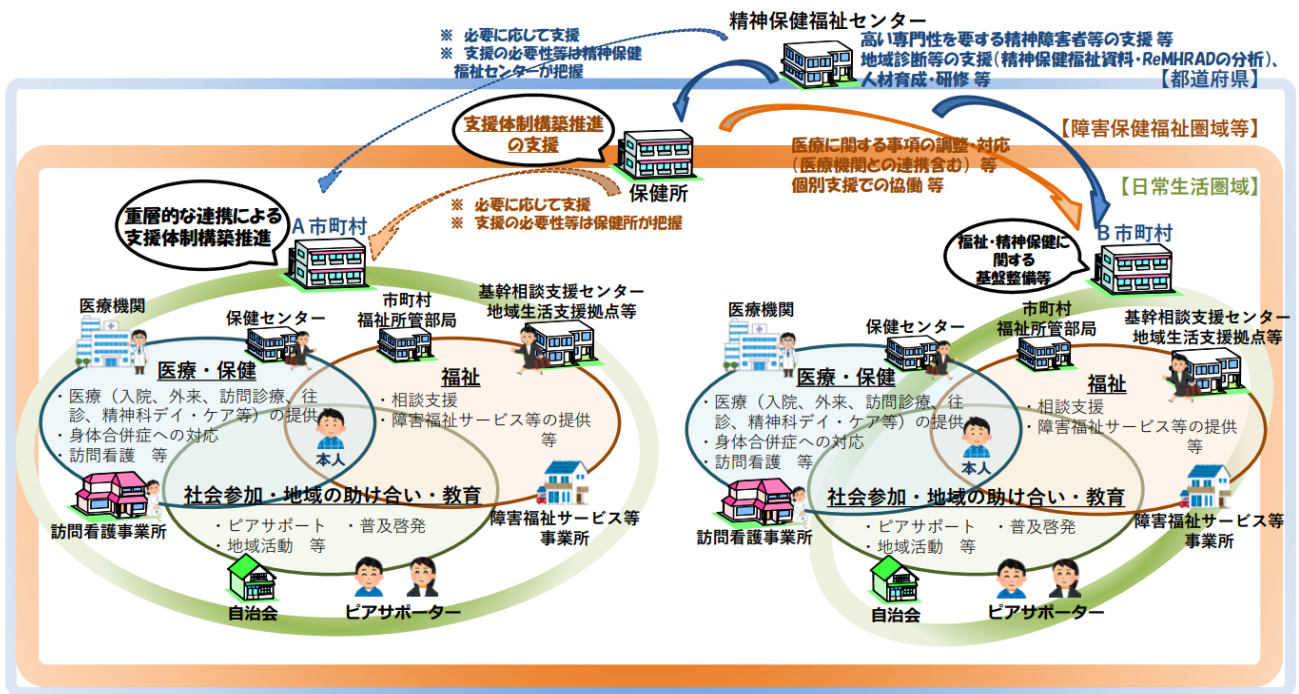 精神保健福祉センター
※ 必要に応じて支援
※ 支援の必要性等は精神保健
福祉センターが把握
高い専門性を要する精神障害者等の支援 等
地域診断等の支援（精神保健福祉資料・ReMHRADの分析）、
人材育成・研修 等
【都道府県】
支援体制構築推進
の支援
保健所
【障害保健福祉圏域等】
医療に関する事項の調整・対応
（医療機関との連携含む）等
個別支援での協働 等
【日常生活圏域】
※ 必要に応じて支援
※ 支援の必要性等は保健所が把握
重層的な連携による
支援体制構築推進
A市町村
医療機関
保健センター
市町村
福祉所管部局
基幹相談支援センター
地域生活支援拠点等
医療・保健
・医療（入院、外来、訪問診療、往
診、精神科デイ・ケア等）の提供
・身体合併症への対応
・訪問看護 等
福祉
・相談支援
・障害福祉サービス等の提供
等
本人
社会参加・地域の助け合い・教育
・ピアサポート ・普及啓発
・地域活動 等
訪問看護事業所
障害福祉サービス等
事業所
自治会
ピアサポーター
福祉・精神保健に
関する
基盤整備等
B市町村
医療機関
保健センター
市町村
福祉所管部局
基幹相談支援センター
地域生活支援拠点等
医療・保健
・医療（入院、外来、訪問診療、往
診、精神科デイ・ケア等）の提供
・身体合併症への対応
・訪問看護 等
福祉
・相談支援
・障害福祉サービス等の提供
等
本人
社会参加・地域の助け合い・教育
・ピアサポート ・普及啓発
・地域活動 等
訪問看護事業所
障害福祉サービス等
事業所
自治会
ピアサポーター